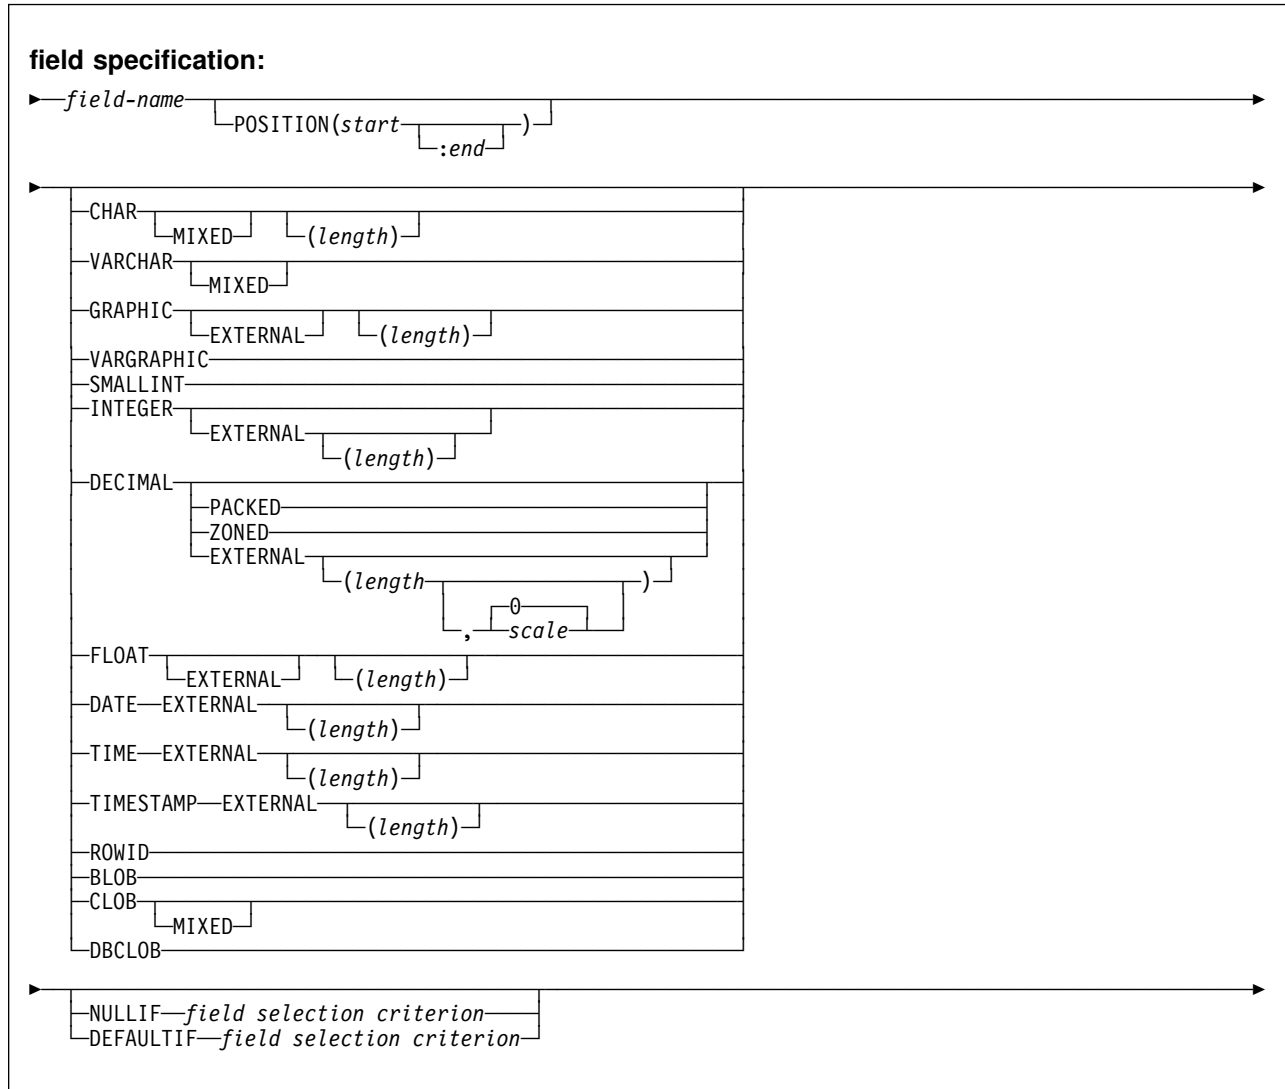 field specification:
field-name
POSITION(start )
:end
CHAR
MIXED (length)
VARCHAR
MIXED
GRAPHIC
EXTERNAL (length)
VARGRAPHIC
SMALLINT
INTEGER
EXTERNAL
(length)
DECIMAL
PACKED
ZONED
EXTERNAL
(length )
0
, scale
FLOAT
EXTERNAL (length)
DATE EXTERNAL
(length)
TIME EXTERNAL
(length)
TIMESTAMP EXTERNAL
(length)
ROWID
BLOB
CLOB
MIXED
DBCLOB
NULLIF field selection criterion
DEFAULTIF field selection criterion